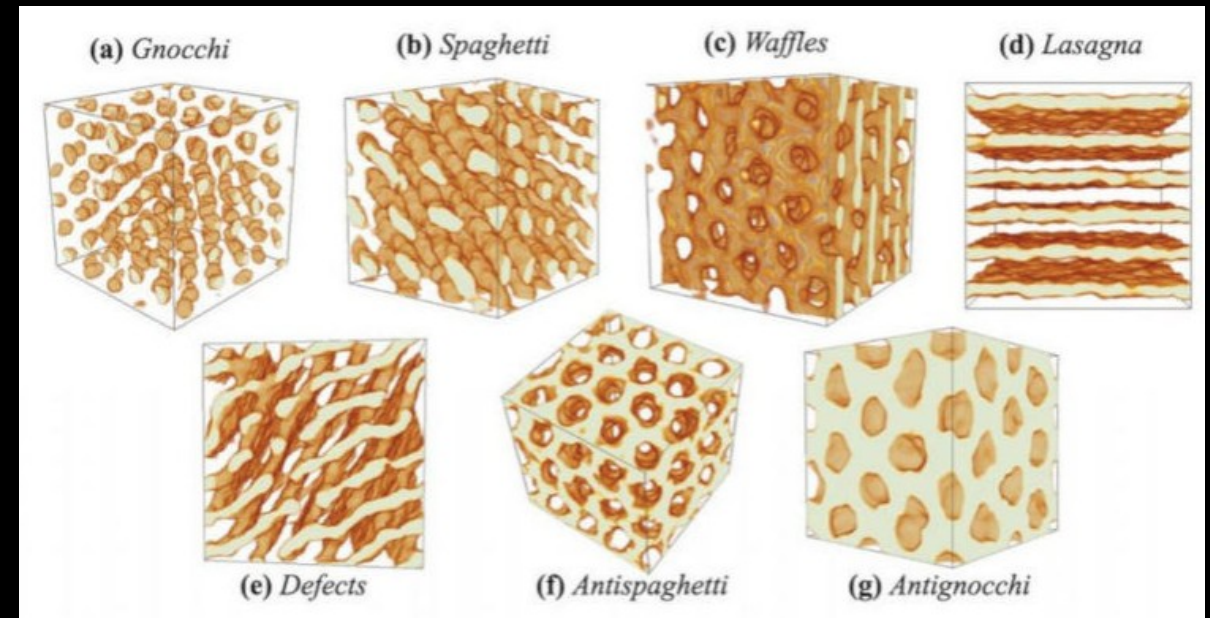 (a) Gnocchi
(b) Spaghetti
(c) Waffles
(d) Lasagna
(e) Defects
(f) Antispaghetti
(g) Antignocchi